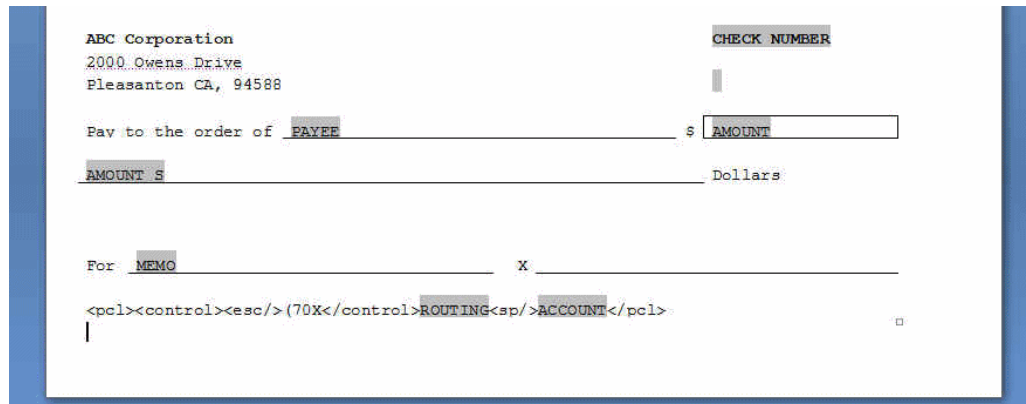 ABC Corporation CHECK NUMBER
2000 Owens Drive
Pleasanton CA, 94588
Pay to the order of PAYEE $ AMOUNT
AMOUNT S Dollars
For MEMO X
<pcl><control><esc/>(70X</control>ROUTING<sp/>ACCOUNT</pcl>